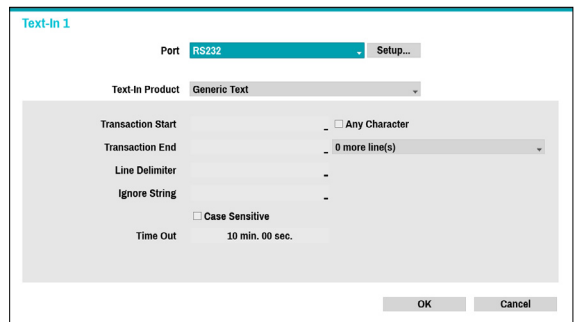 Text-In 1
Port RS232 Setup...
Text-In Product Generic Text
Transaction Start Any Character
Transaction End 0 more line(s)
Line Delimiter
Ignore String
Case Sensitive
Time Out 10 min. 00 sec.
OK Cancel